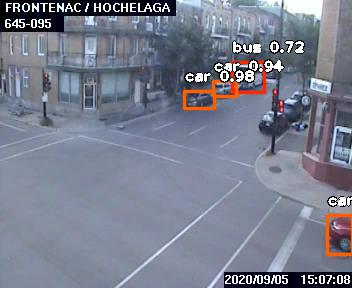 FRONTENAC / HOCHELAGA
645-095
bus 0.72
car 0.94
car 0.98
car
2020/09/05 15:07:08